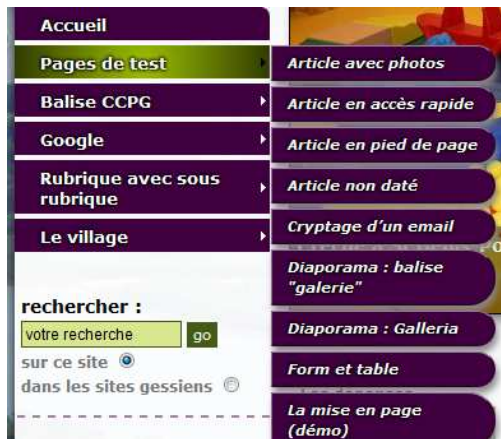 Accueil
Pages de test
Balise CCPG
Google
Rubrique avec sous
rubrique
Le village
rechercher :
votre recherche
go
sur ce site
dans les sites gessiens
Article avec photos
Article en accès rapide
Article en pied de page
Article non daté
Cryptage d'un email
Diaporama : balise
"galerie"
Diaporama : Galleria
Form et table
La mise en page
(démo)